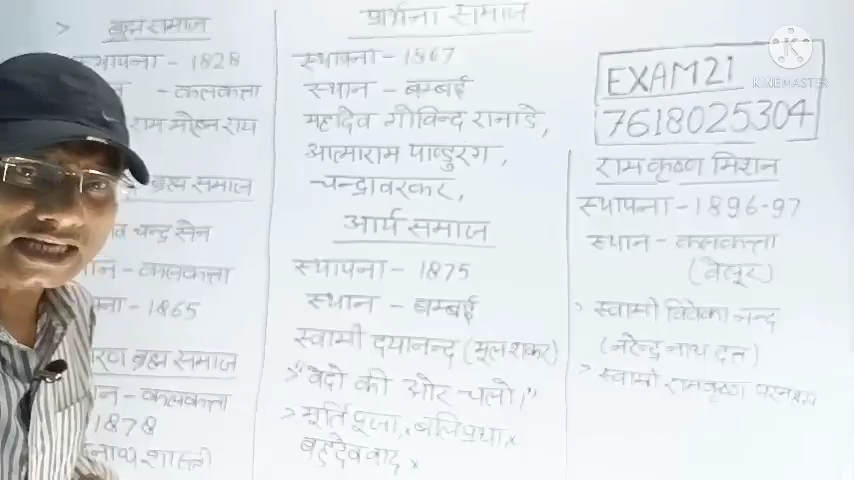 ब्रह्म समाज
स्थापना - 1828
- कलकत्ता
राम मोहन राय
ब्रह्म समाज
चन्द्र सेन
- कलकत्ता
- 1865
ब्रह्म समाज
- कलकत्ता
1878
शास्त्री
प्रार्थना समाज
स्थापना - 1867
स्थान - बम्बई
महादेव गोविन्द रानाडे,
आत्माराम पाण्डुरंग,
चन्द्रावरकर,
आर्य समाज
स्थापना - 1875
स्थान - बम्बई
स्वामी दयानन्द (मूलशंकर)
"वेदो की ओर चलो।"
मूर्ति पूजा, बलिप्रथा,
बहुदेववाद
EXAM21
7618025304
KINEMASTER
रामकृष्ण मिशन
स्थापना - 1896-97
स्थान - कलकत्ता
(वेलूर)
स्वामी विवेकानन्द
(नरेन्द्र नाथ दत्त)
स्वामी रामकृष्ण परमहंस